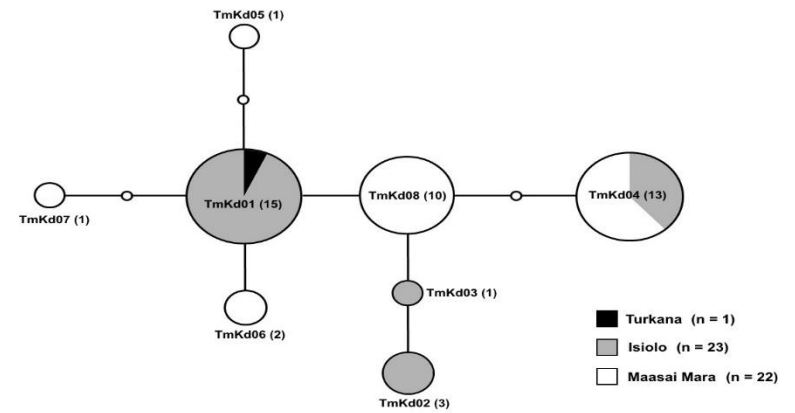 TmKd05 (1)
TmKd01 (15)
TmKd08 (10)
TmKd04 (13)
TmKd07 (1)
TmKd03 (1)
TmKd06 (2)
TmKd02 (3)
Turkana (n = 1)
Isiolo (n = 23)
Maasai Mara (n = 22)